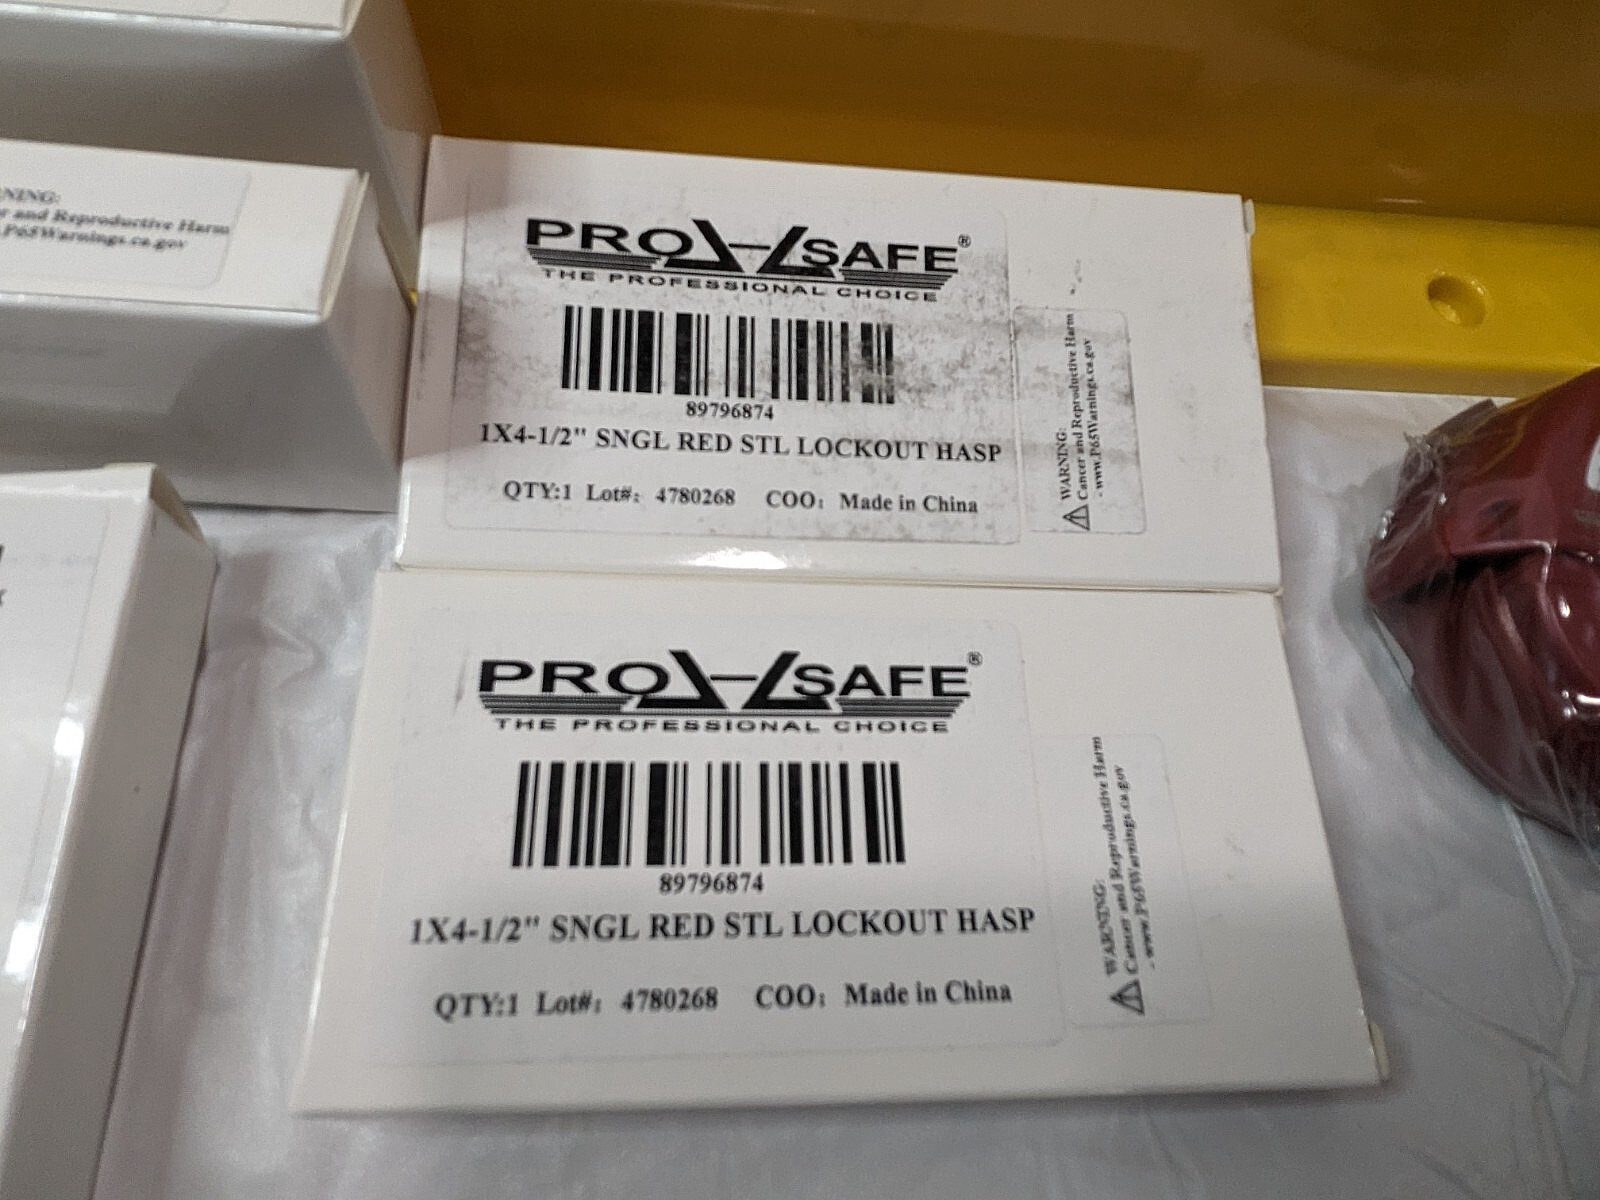 NING:
r and Reproductive Harm
.P65Warnings.ca.gov
PRO SAFE®
THE PROFESSIONAL CHOICE
89796874
1X4-1/2" SNGL RED STL LOCKOUT HASP
QTY:1 Lot#: 4780268 COO: Made in China
WARNING:
Cancer and Reproductive Harm
- www.P65Warnings.ca.gov
PRO SAFE®
THE PROFESSIONAL CHOICE
89796874
1X4-1/2" SNGL RED STL LOCKOUT HASP
QTY:1 Lot#: 4780268 COO: Made in China
WARNING:
Cancer and Reproductive Harm
- www.P65Warnings.ca.gov